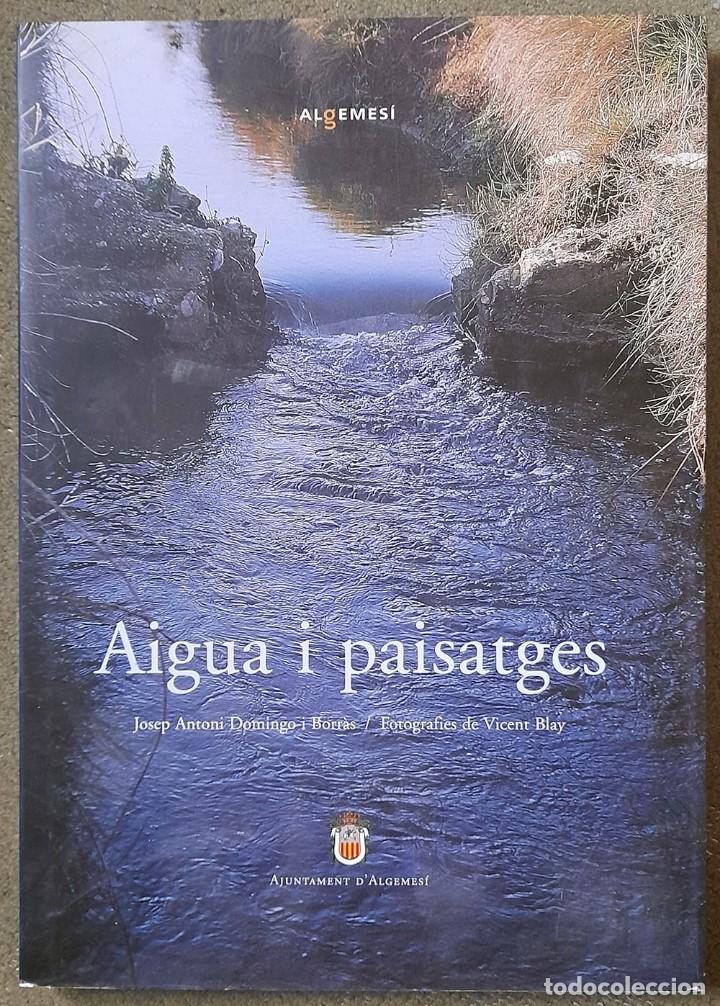 ALgEMESÍ
Aigua i paisatges
Josep Antoni Domingo i Borràs / Fotografies de Vicent Blay
AJUNTAMENT D'ALGEMESÍ
todocoleccion